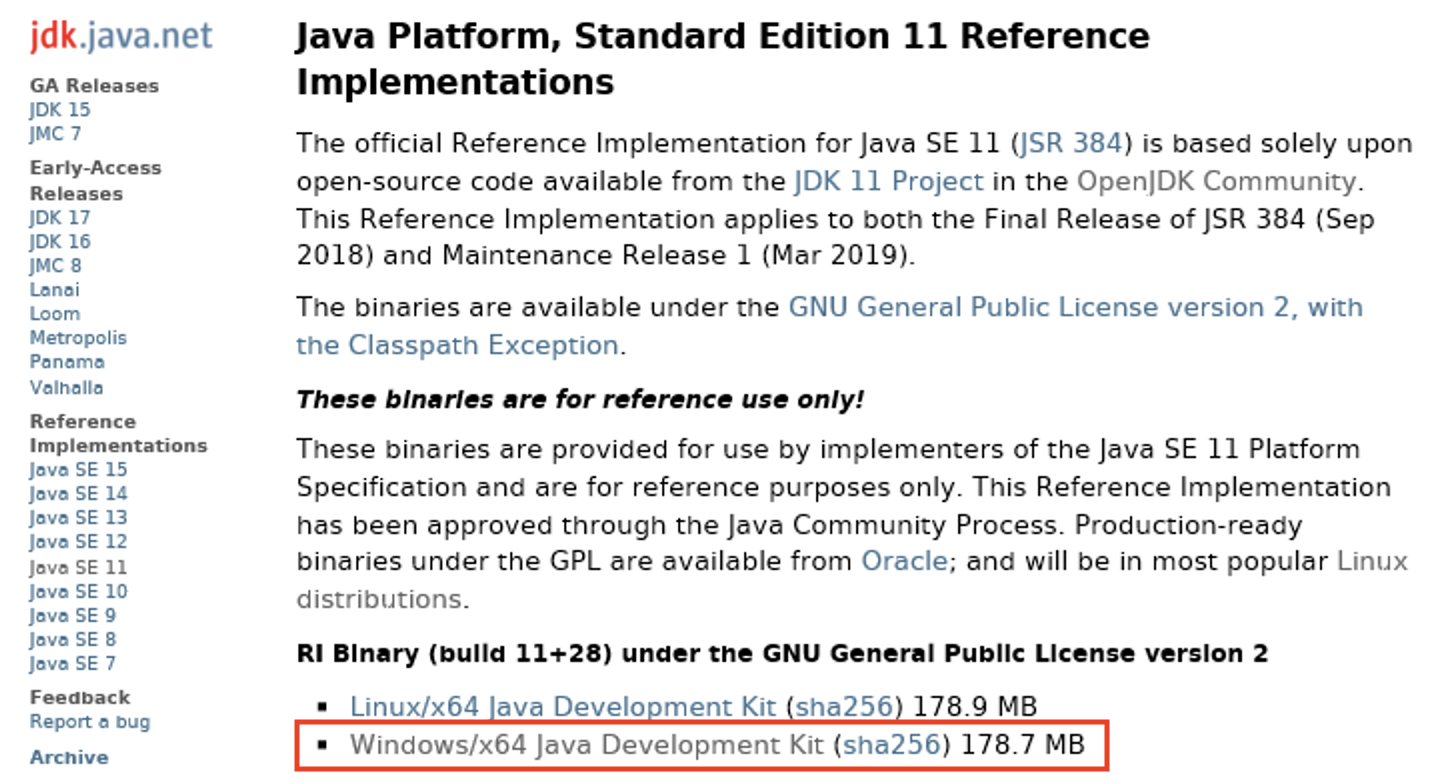 jdk.java.net
GA Releases
JDK 15
JMC 7
Early-Access
Releases
JDK 17
JDK 16
JMC 8
Lanai
Loom
Metropolis
Panama
Valhalla
Reference
Implementations
Java SE 15
Java SE 14
Java SE 13
Java SE 12
Java SE 11
Java SE 10
Java SE 9
Java SE 8
Java SE 7
Feedback
Report a bug
Archive
Java Platform, Standard Edition 11 Reference
Implementations
The official Reference Implementation for Java SE 11 (JSR 384) is based solely upon
open-source code available from the JDK 11 Project in the OpenJDK Community.
This Reference Implementation applies to both the Final Release of JSR 384 (Sep
2018) and Maintenance Release 1 (Mar 2019).
The binaries are available under the GNU General Public License version 2, with
the Classpath Exception.
These binaries are for reference use only!
These binaries are provided for use by implementers of the Java SE 11 Platform
Specification and are for reference purposes only. This Reference Implementation
has been approved through the Java Community Process. Production-ready
binaries under the GPL are available from Oracle; and will be in most popular Linux
distributions.
RI Binary (build 11+28) under the GNU General Public License version 2
▪ Linux/x64 Java Development Kit (sha256) 178.9 MB
▪ Windows/x64 Java Development Kit (sha256) 178.7 MB